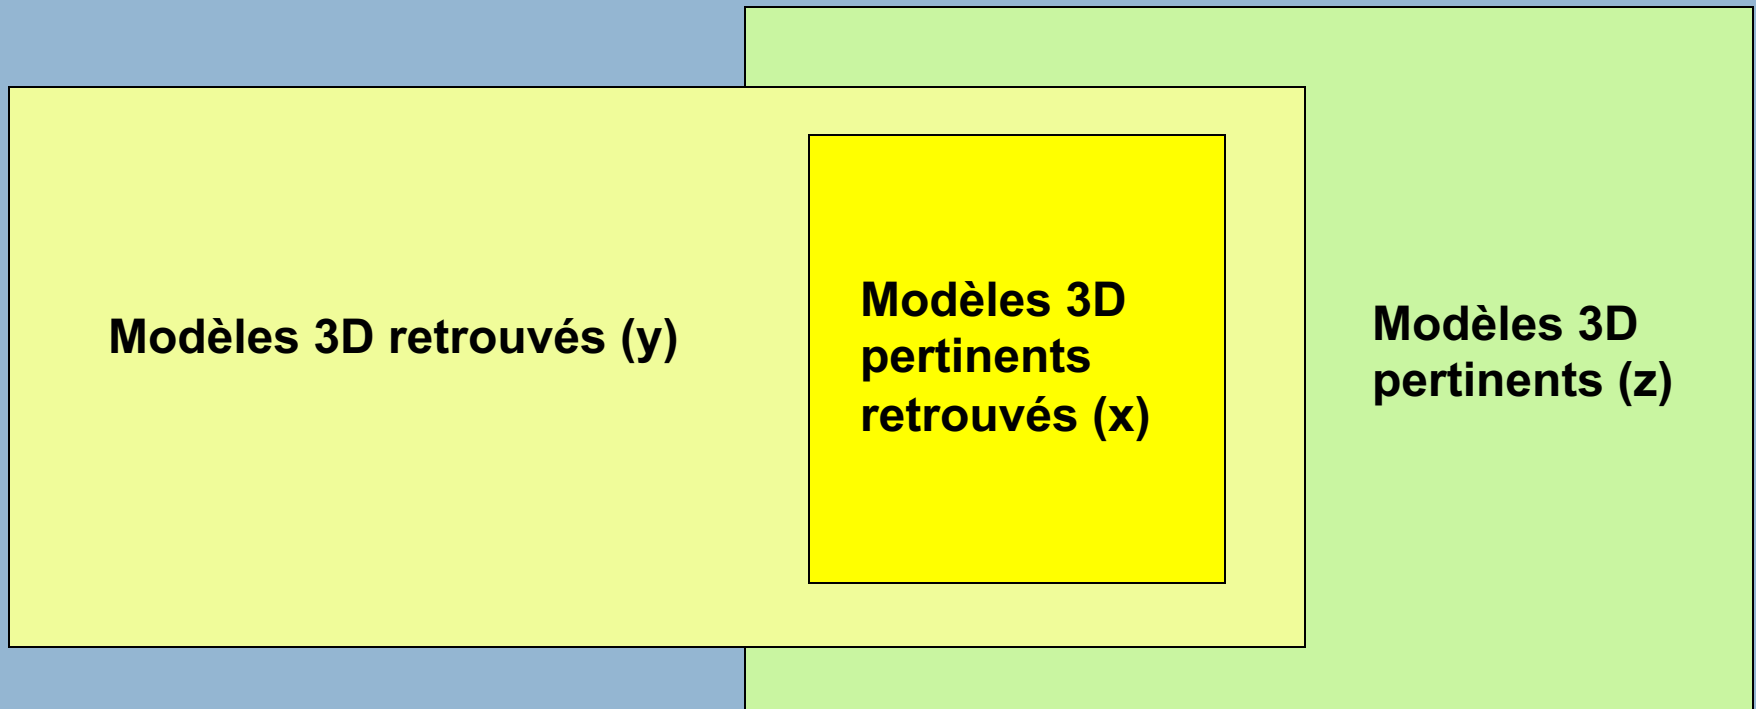 Modèles 3D retrouvés (y)
Modèles 3D
pertinents
retrouvés (x)
Modèles 3D
pertinents (z)